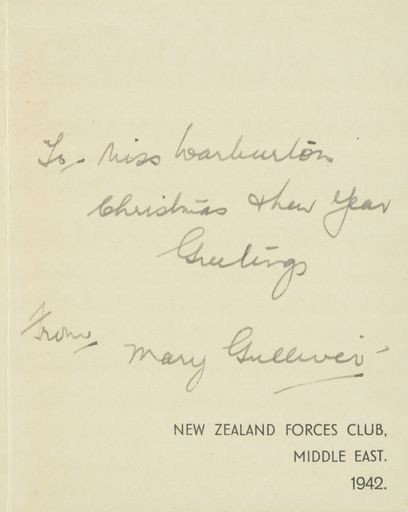 To - Miss Warburton
Christmas & New Year
Greetings
From
Mary Gulliver
NEW ZEALAND FORCES CLUB,
MIDDLE EAST.
1942.